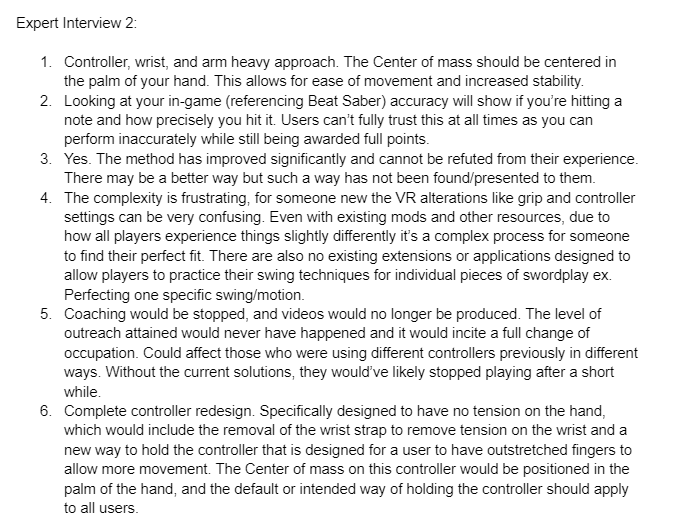 Expert Interview 2:
1. Controller, wrist, and arm heavy approach. The Center of mass should be centered in
the palm of your hand. This allows for ease of movement and increased stability.
2. Looking at your in-game (referencing Beat Saber) accuracy will show if you're hitting a
note and how precisely you hit it. Users can't fully trust this at all times as you can
perform inaccurately while still being awarded full points.
3. Yes. The method has improved significantly and cannot be refuted from their experience.
There may be a better way but such a way has not been found/presented to them.
4. The complexity is frustrating, for someone new the VR alterations like grip and controller
settings can be very confusing. Even with existing mods and other resources, due to
how all players experience things slightly differently it's a complex process for someone
to find their perfect fit. There are also no existing extensions or applications designed to
allow players to practice their swing techniques for individual pieces of swordplay ex.
Perfecting one specific swing/motion.
5. Coaching would be stopped, and videos would no longer be produced. The level of
outreach attained would never have happened and it would incite a full change of
occupation. Could affect those who were using different controllers previously in different
ways. Without the current solutions, they would've likely stopped playing after a short
while.
6. Complete controller redesign. Specifically designed to have no tension on the hand,
which would include the removal of the wrist strap to remove tension on the wrist and a
new way to hold the controller that is designed for a user to have outstretched fingers to
allow more movement. The Center of mass on this controller would be positioned in the
palm of the hand, and the default or intended way of holding the controller should apply
to all users.